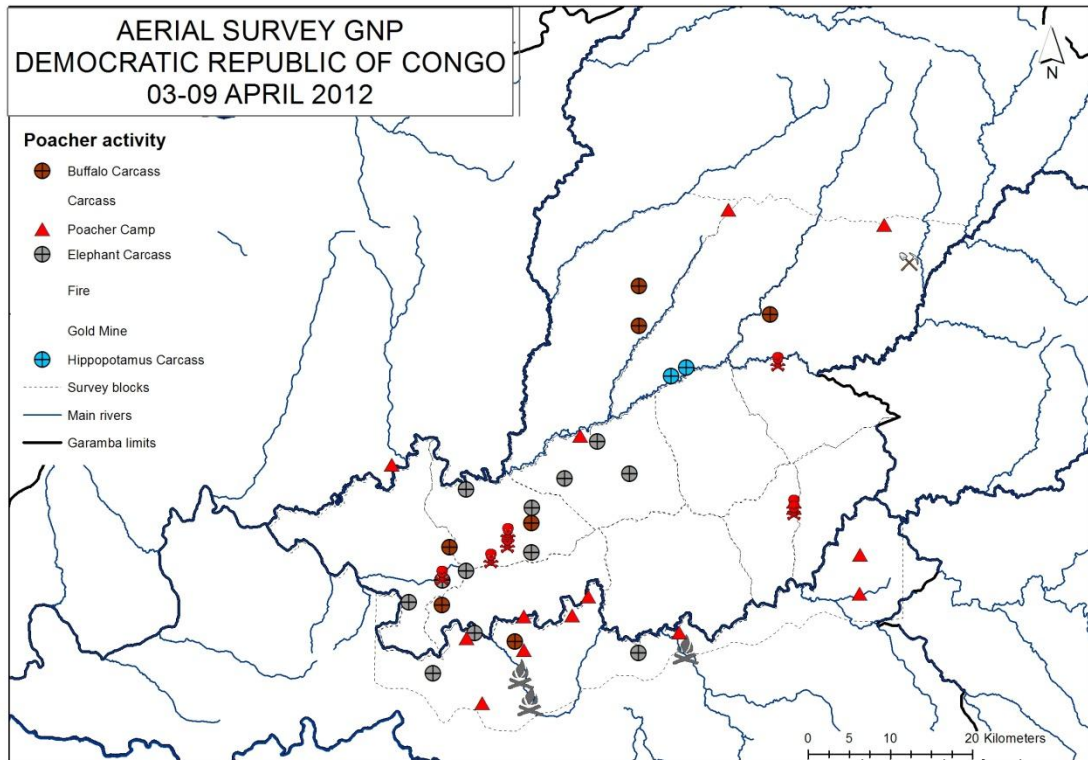 AERIAL SURVEY GNP
DEMOCRATIC REPUBLIC OF CONGO
03-09 APRIL 2012
N
Poacher activity
Buffalo Carcass
Carcass
Poacher Camp
Elephant Carcass
Fire
Gold Mine
Hippopotamus Carcass
Survey blocks
Main rivers
Garamba limits
0 5 10 20 Kilometers